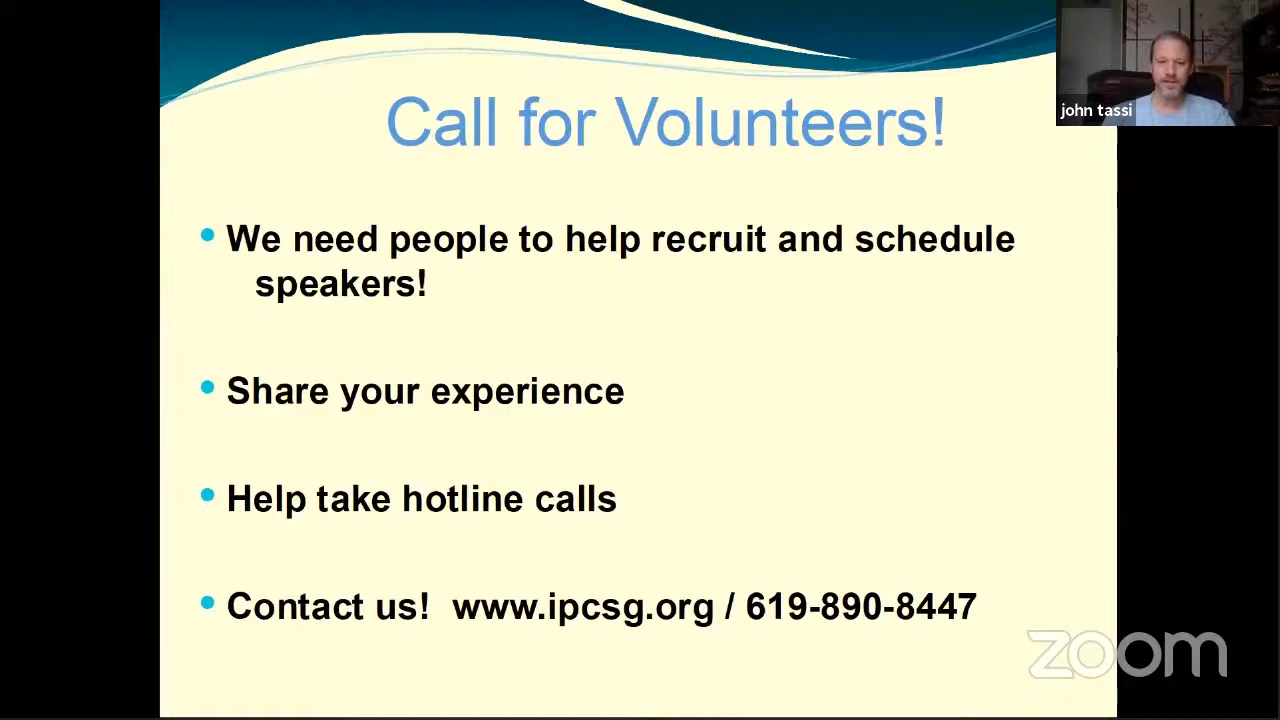 Call for Volunteers!
john tassi
• We need people to help recruit and schedule
speakers!
• Share your experience
• Help take hotline calls
• Contact us! www.ipcsg.org / 619-890-8447
zoom